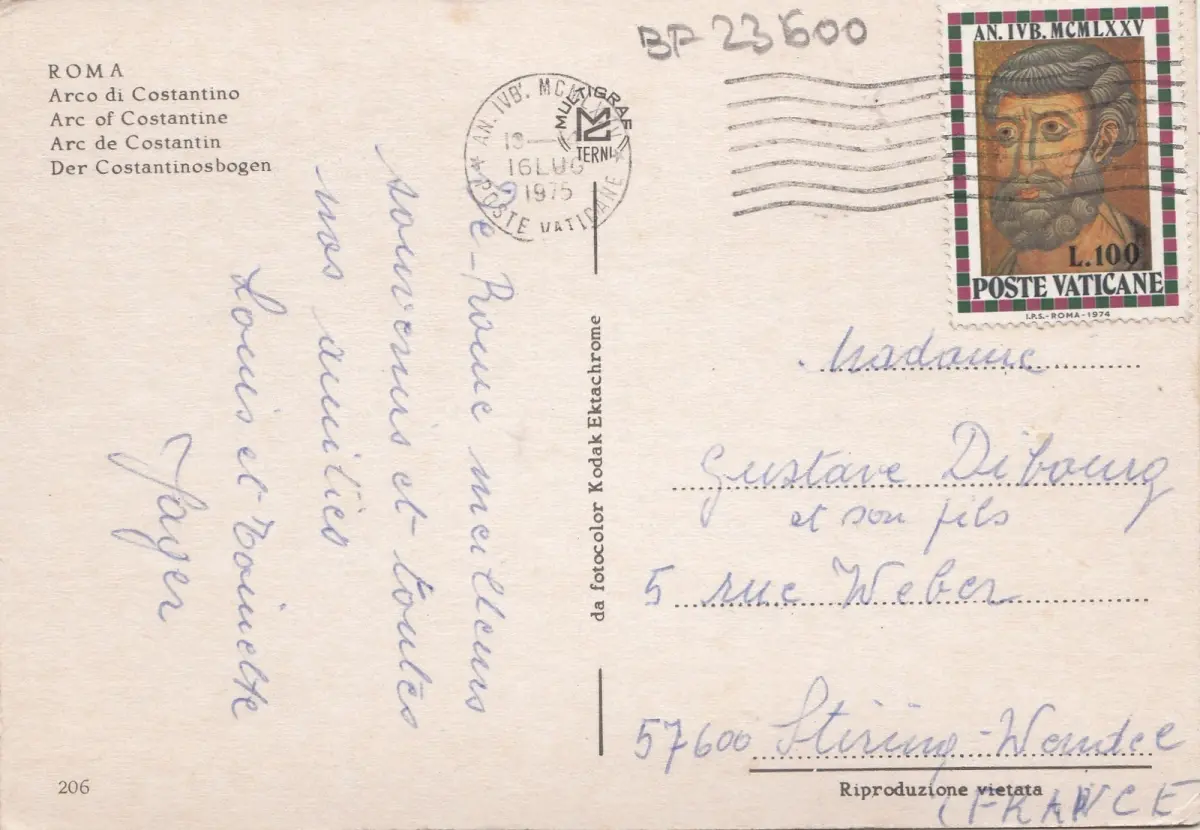 ROMA
Arco di Costantino
Arc of Costantine
Arc de Costantin
Der Costantinosbogen
BP 23600
AN. IVB. MCMLXXV
16 LUG
1975
POSTE VATICANE
MULTIGRAF
TERNI
AN. IVB. MCMLXXV
L.100
POSTE VATICANE
I.P.S.-ROMA-1974
De Rome meilleurs
souvenirs et toutes
nos amitiés
Louis et Toinette
Jager
da fotocolor Kodak Ektachrome
Madame
Gustave Dibourg
et son fils
5 rue Weber
57600 Stiring-Wendel
(FRANCE
206
Riproduzione vietata